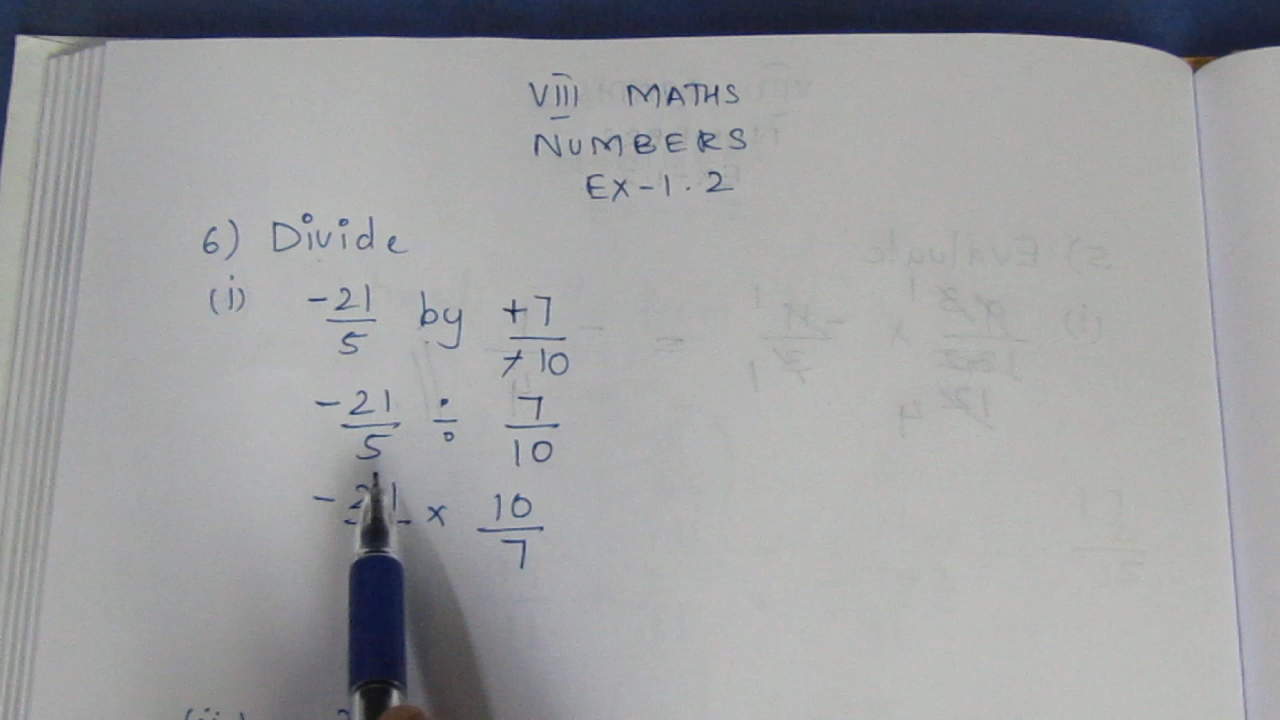 VIII MATHS
NUMBERS
EX-1.2
6) Divide
(i) -21/5 by +7/+10
-21/5 ÷ 7/10
-21 × 10/7